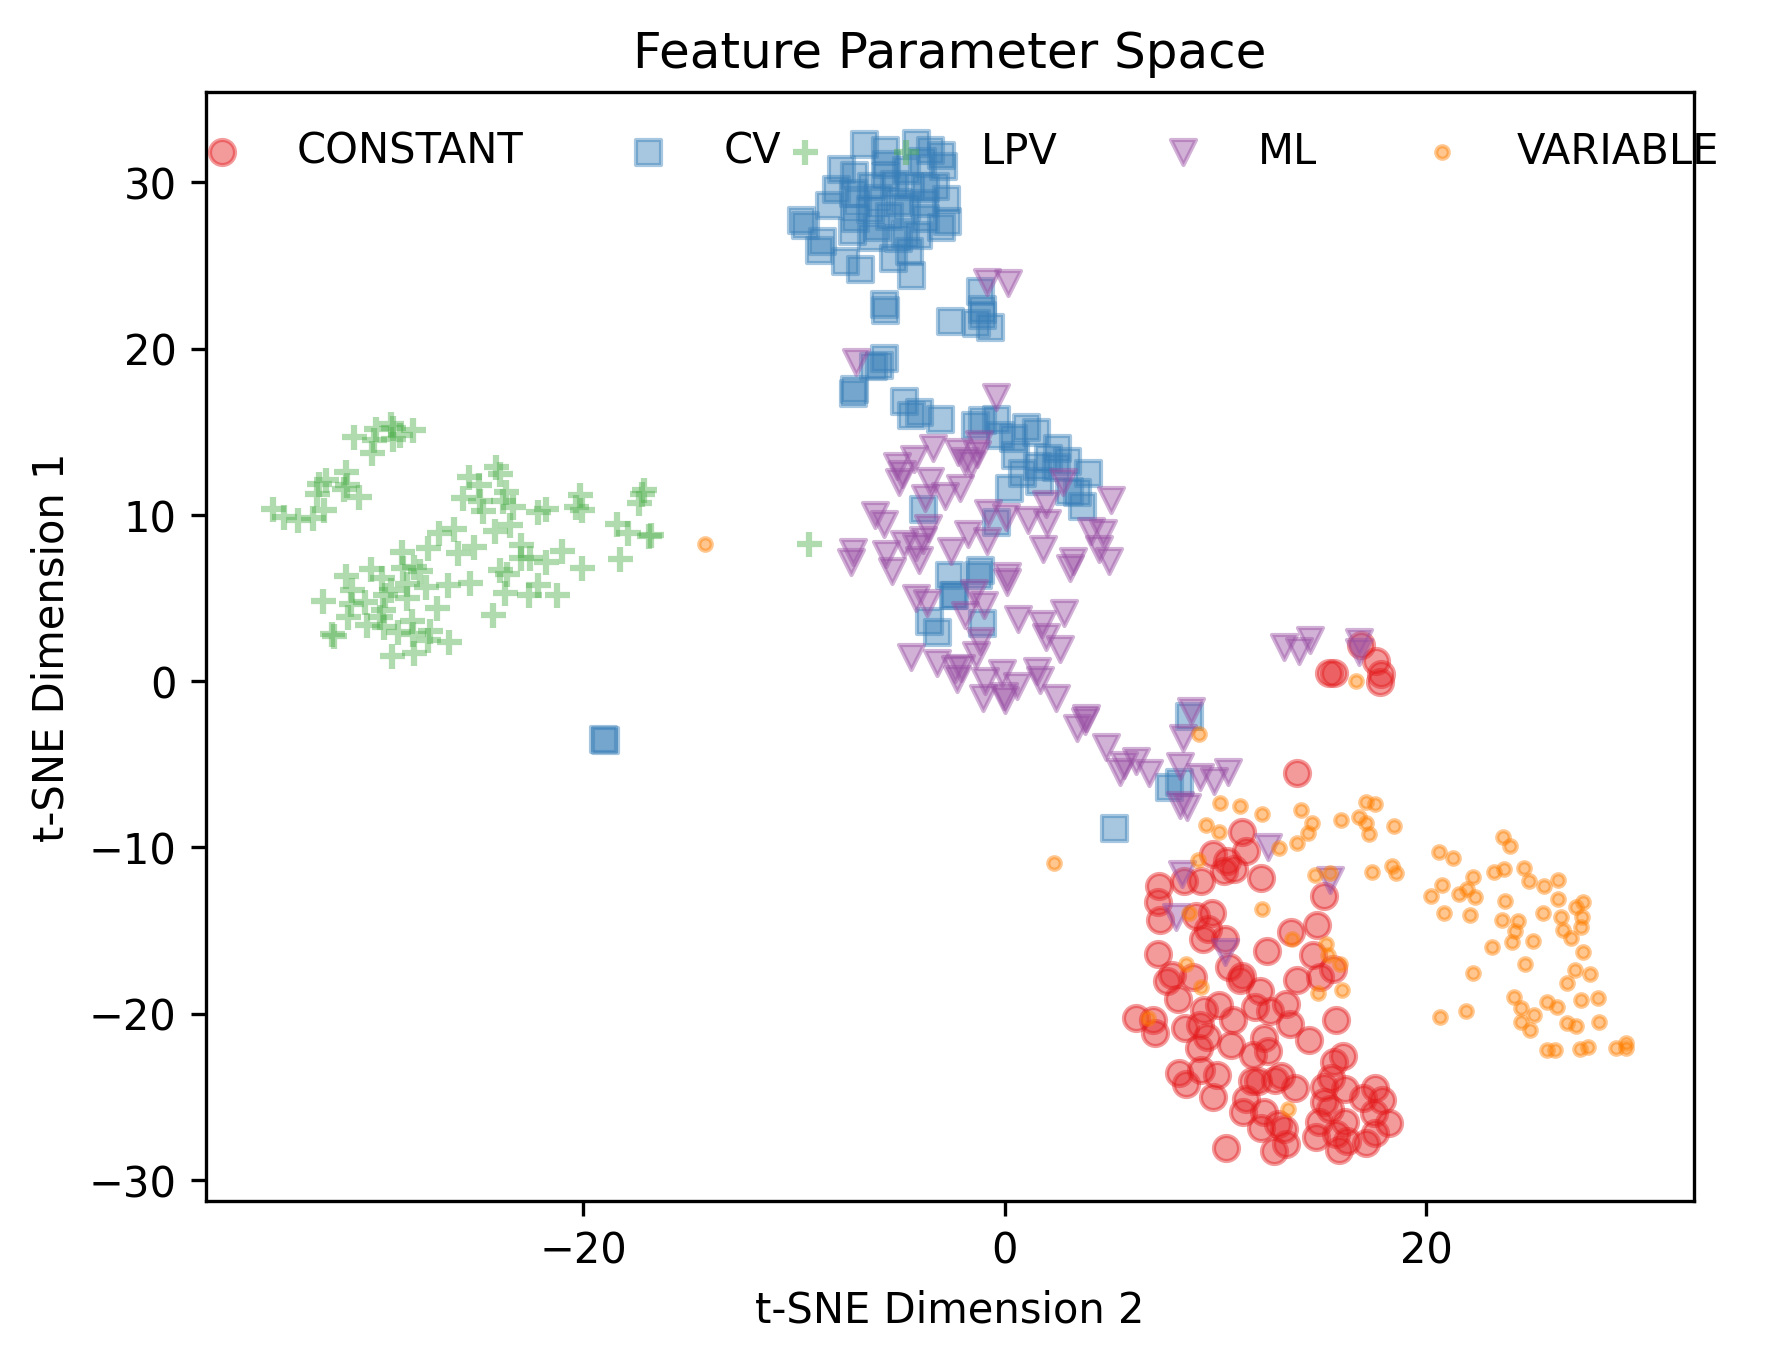 Feature Parameter Space
CONSTANT CV LPV ML VARIABLE
30
20
10
0
−10
−20
−30
t-SNE Dimension 1
−20 0 20
t-SNE Dimension 2